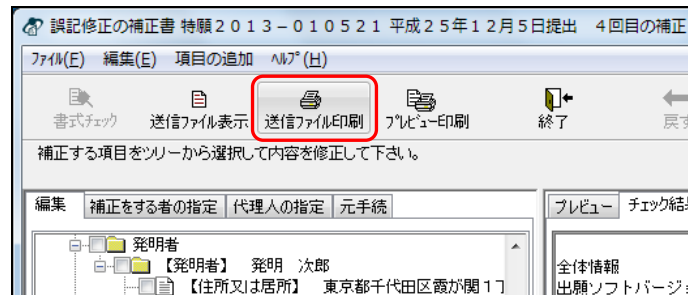 誤記修正の補正書 特願２０１３－０１０５２１ 平成２５年１２月５日提出　４回目の補正
ﾌｧｲﾙ(F)　編集(E)　項目の追加　ﾍﾙﾌﾟ(H)
書式ﾁｪｯｸ　送信ﾌｧｲﾙ表示　送信ﾌｧｲﾙ印刷　ﾌﾟﾚﾋﾞｭｰ印刷　終了　戻す
補正する項目をツリーから選択して内容を修正して下さい。
編集　補正をする者の指定　代理人の指定　元手続　プレビュー　チェック結果
発明者
【発明者】　発明　次郎
全体情報
【住所又は居所】　東京都千代田区霞が関１丁
出願ソフトバージョ